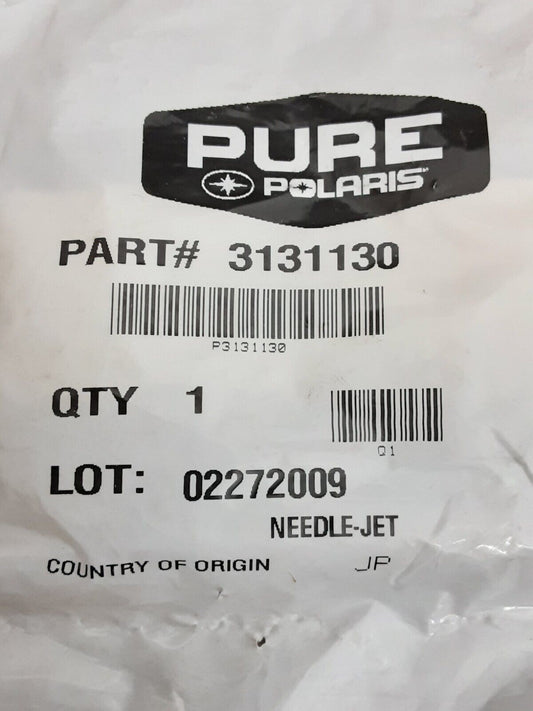 PURE
POLARIS
PART# 3131130
P3131130
QTY 1
Q1
LOT: 02272009
NEEDLE-JET
COUNTRY OF ORIGIN JP